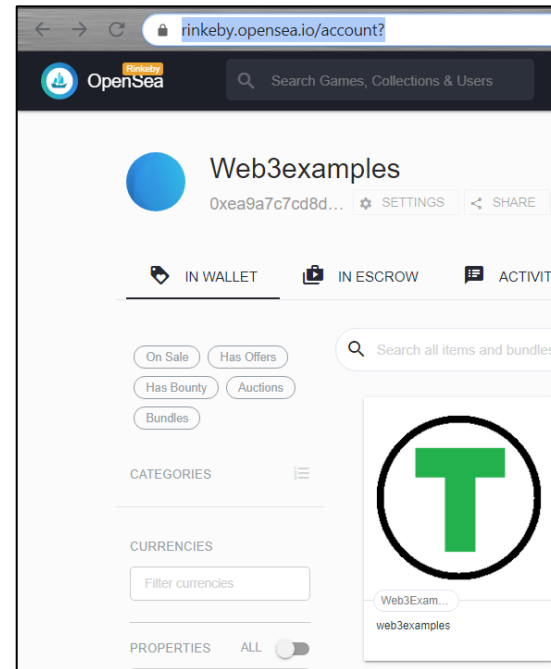 rinkeby.opensea.io/account?
Rinkeby
OpenSea
Search Games, Collections & Users
Web3examples
0xea9a7c7cd8d... SETTINGS SHARE
IN WALLET IN ESCROW ACTIVIT
On Sale Has Offers
Search all items and bundles
Has Bounty Auctions
Bundles
CATEGORIES
CURRENCIES
Filter currencies
PROPERTIES ALL
T
Web3Exam...
web3examples